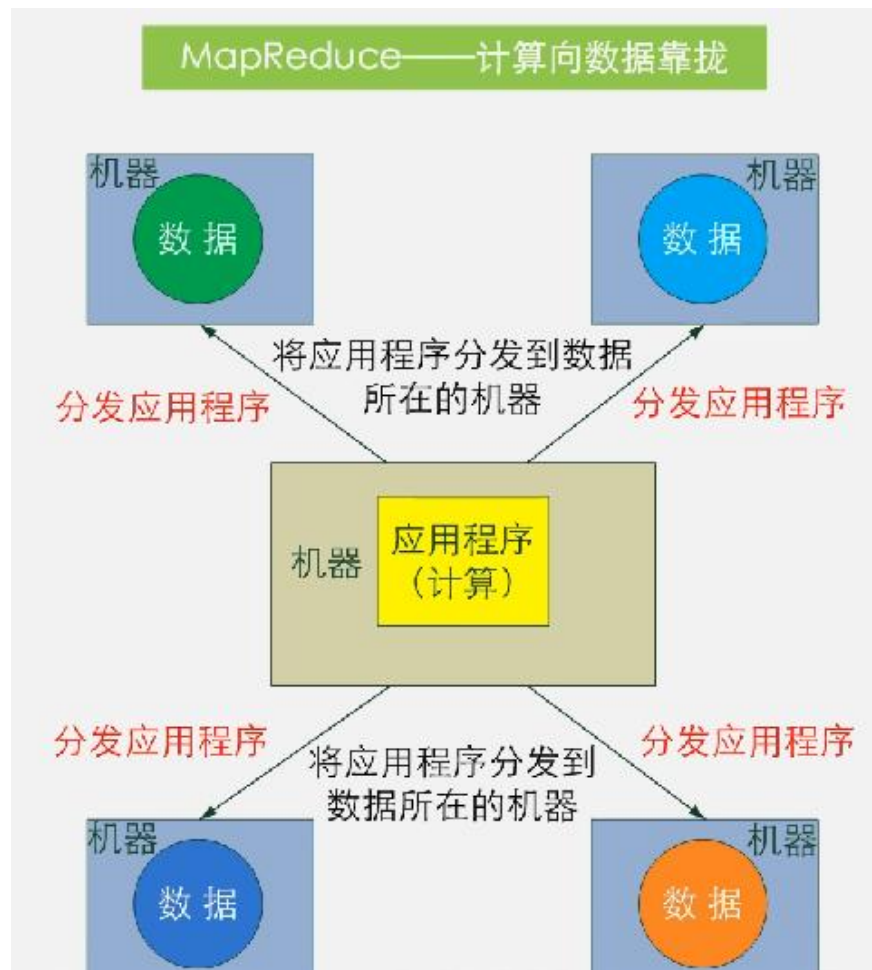 MapReduce——计算向数据靠拢
机器
数据
机器
数据
将应用程序分发到数据
所在的机器
分发应用程序
分发应用程序
机器
应用程序
（计算）
分发应用程序
将应用程序分发到
数据所在的机器
分发应用程序
机器
数据
机器
数据